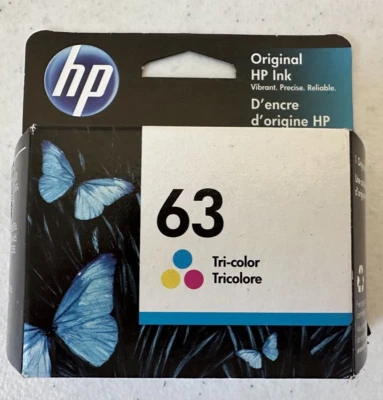 hp
Original
HP Ink
Vibrant. Precise. Reliable.
D'encre
d'origine HP
63
Tri-color
Tricolore